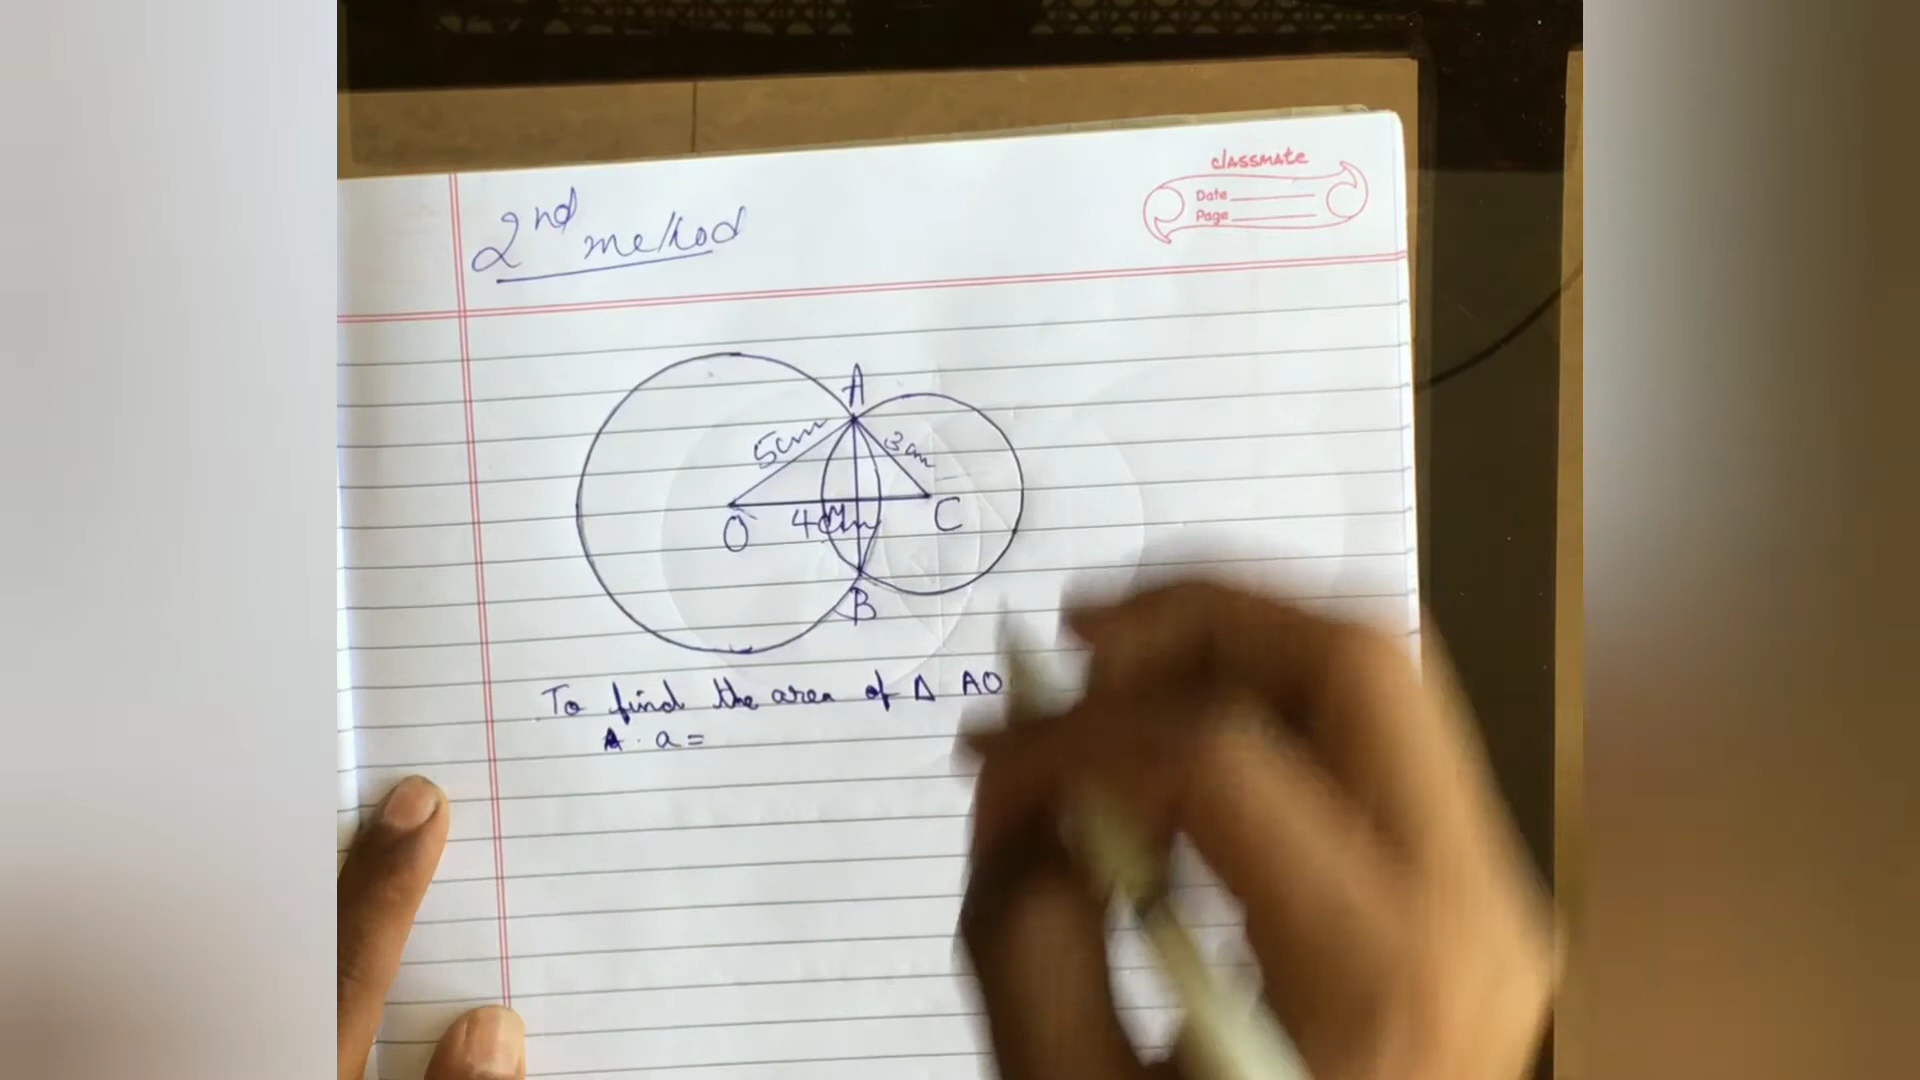 classmate
Date
Page
2nd method
A
5cm
3cm
O
4cm
C
B
To find the area of Δ AO
A. a =